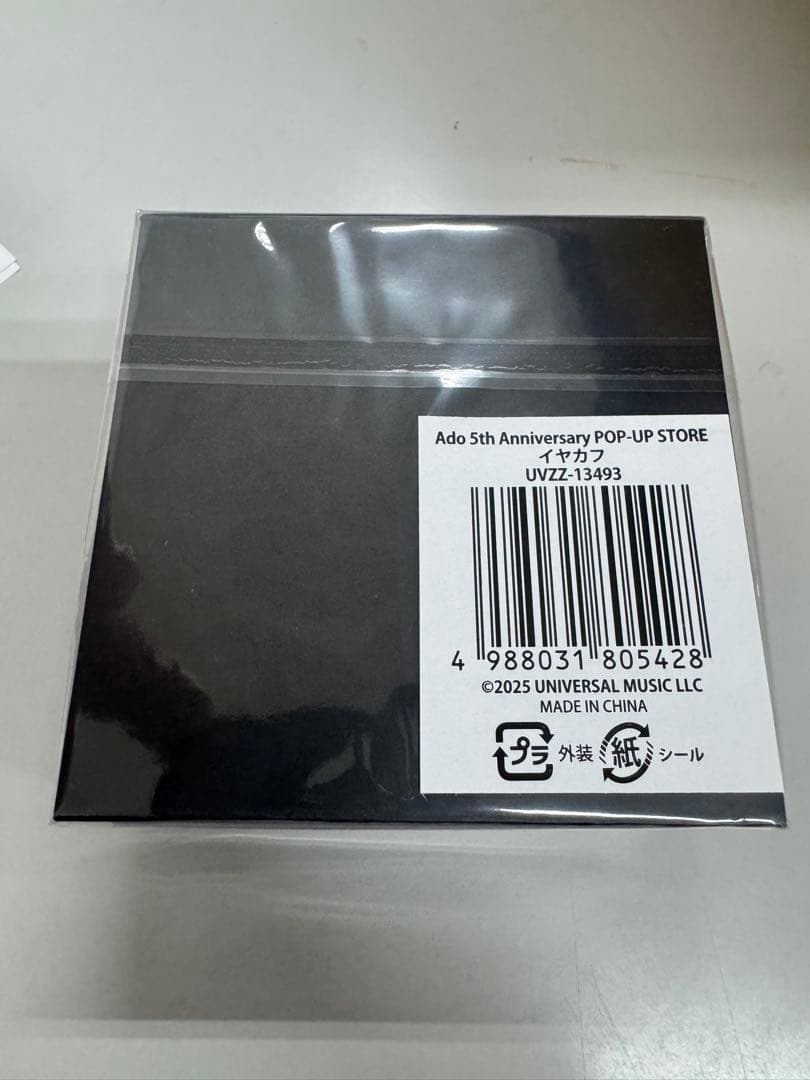 Ado 5th Anniversary POP-UP STORE
イヤカフ
UVZZ-13493
4 988031 805428
©2025 UNIVERSAL MUSIC LLC
MADE IN CHINA
プラ 外装 紙 シール